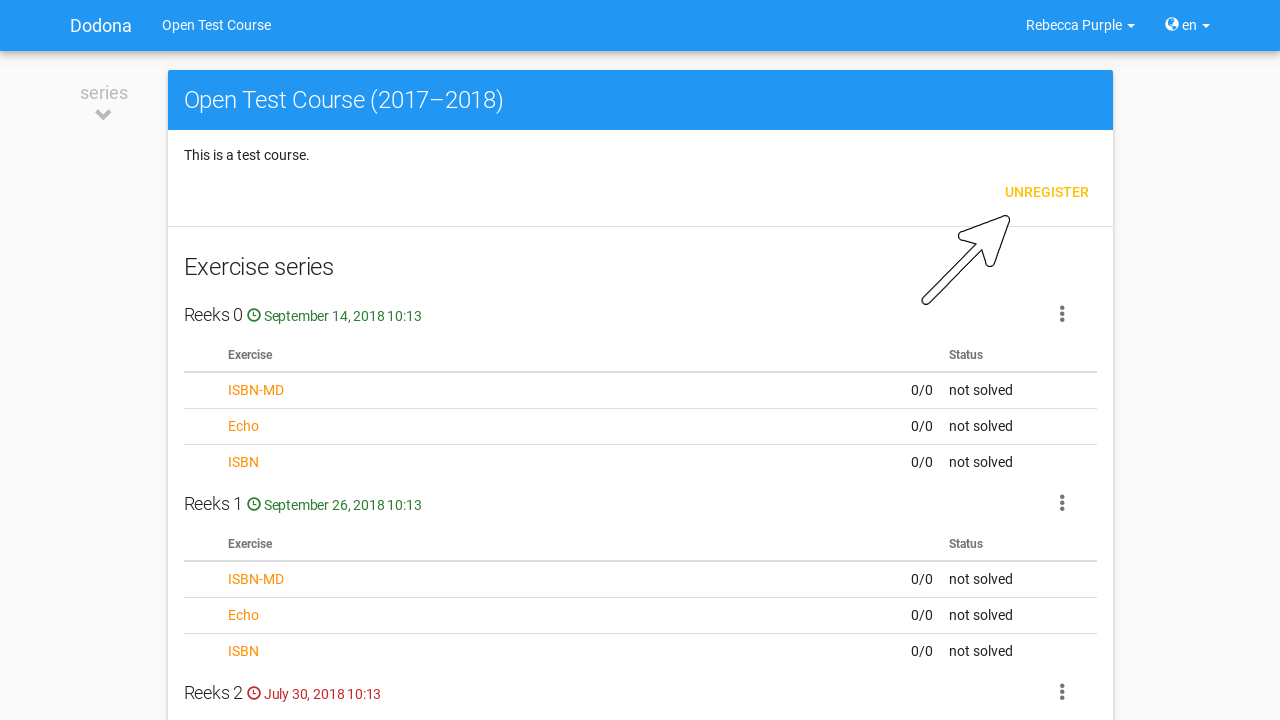 Dodona Open Test Course Rebecca Purple en
series
Open Test Course (2017–2018)
This is a test course.
UNREGISTER
Exercise series
Reeks 0 September 14, 2018 10:13
Exercise Status
ISBN-MD 0/0 not solved
Echo 0/0 not solved
ISBN 0/0 not solved
Reeks 1 September 26, 2018 10:13
Exercise Status
ISBN-MD 0/0 not solved
Echo 0/0 not solved
ISBN 0/0 not solved
Reeks 2 July 30, 2018 10:13